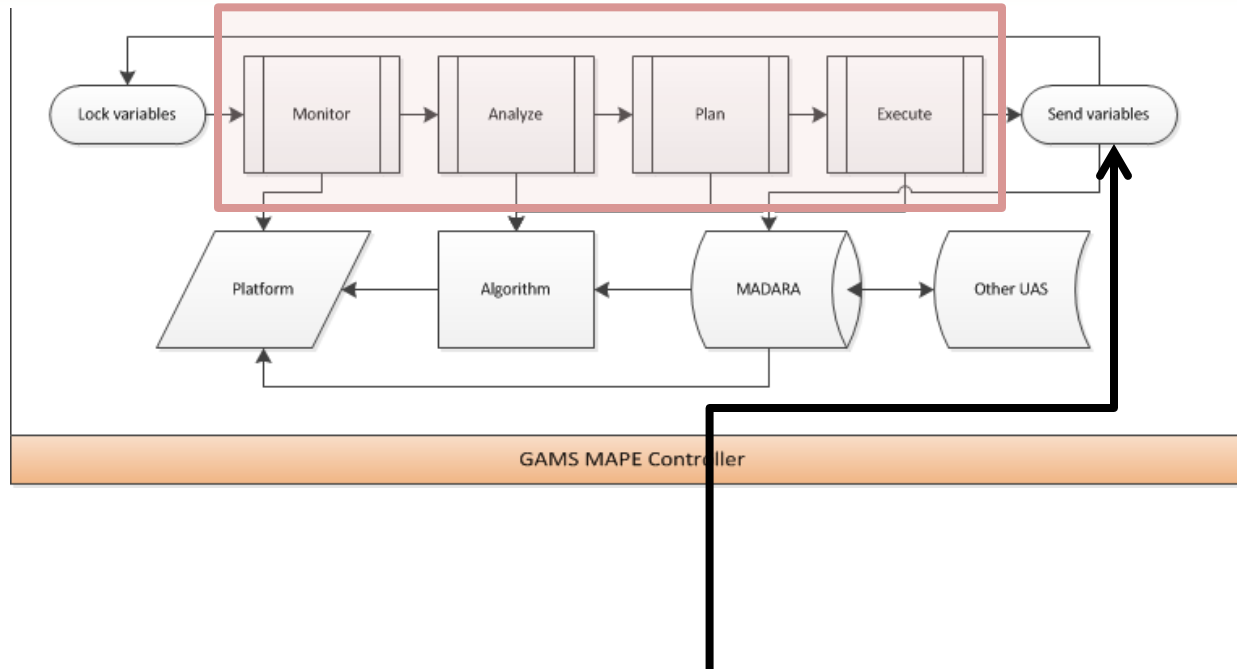 Lock variables
Monitor
Analyze
Plan
Execute
Send variables
Platform
Algorithm
MADARA
Other UAS
GAMS MAPE Controller